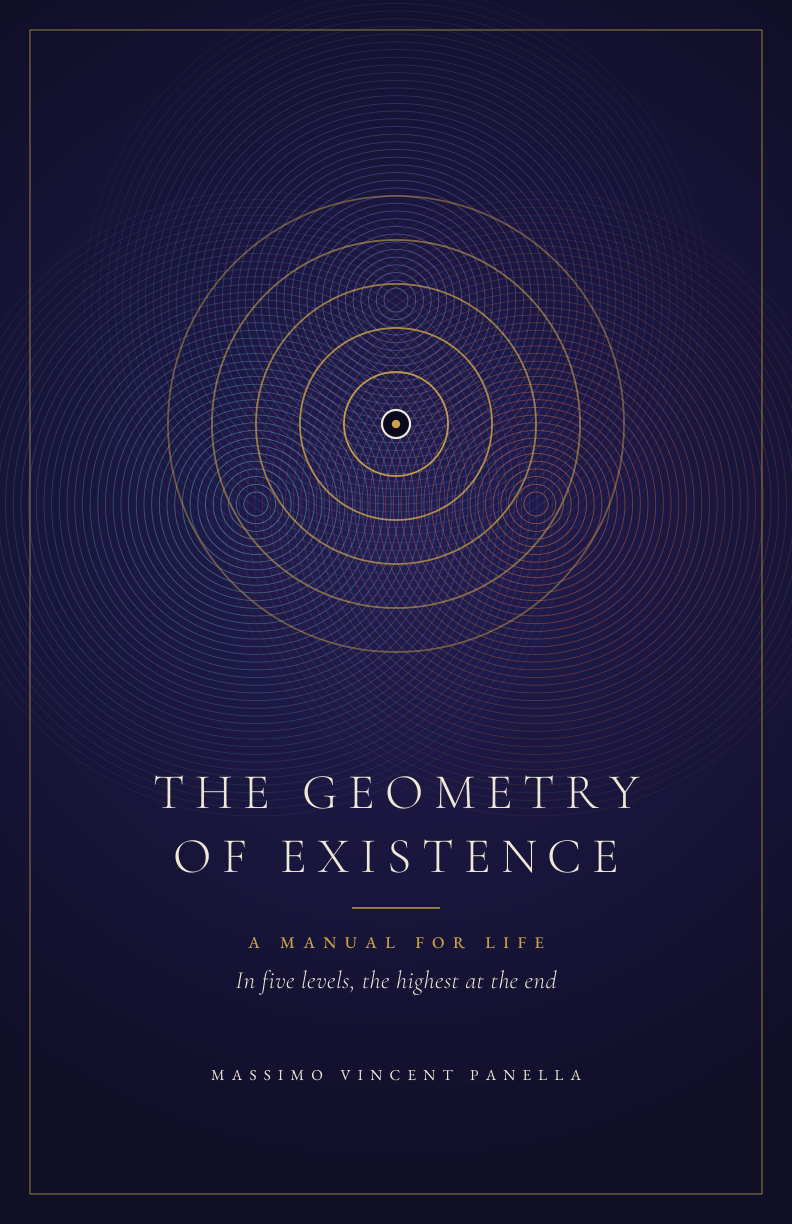 THE GEOMETRY
OF EXISTENCE
A MANUAL FOR LIFE
In five levels, the highest at the end
MASSIMO VINCENT PANELLA